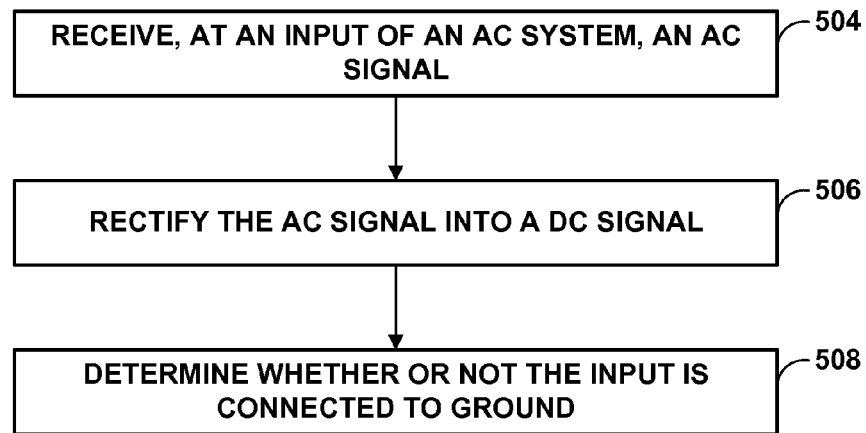 RECEIVE, AT AN INPUT OF AN AC SYSTEM, AN AC
SIGNAL
504
RECTIFY THE AC SIGNAL INTO A DC SIGNAL
506
DETERMINE WHETHER OR NOT THE INPUT IS
CONNECTED TO GROUND
508